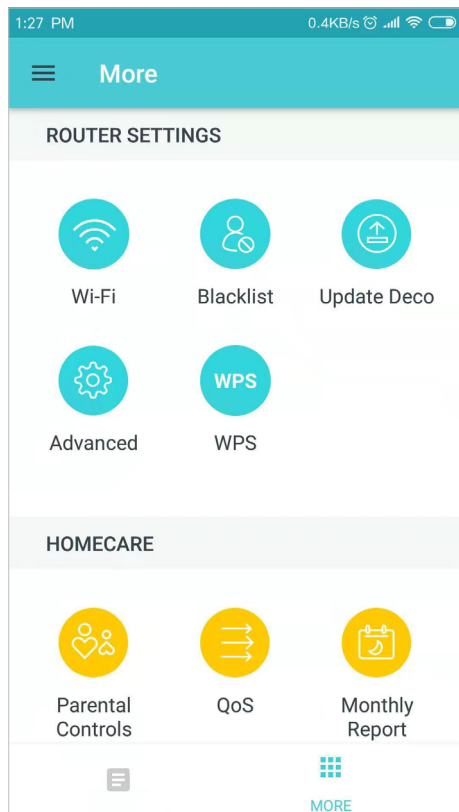 1:27 PM 0.4KB/s
More
ROUTER SETTINGS
Wi-Fi Blacklist Update Deco
WPS
Advanced WPS
HOMECARE
Parental Controls QoS Monthly Report
MORE